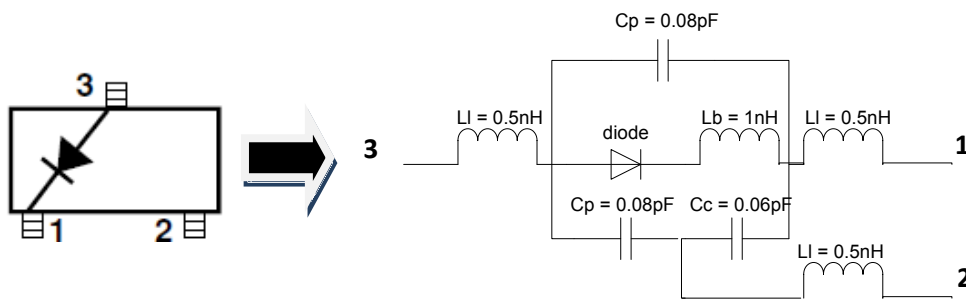 Cp = 0.08pF
3
Ll = 0.5nH
diode
Lb = 1nH
Ll = 0.5nH
3
1
Cp = 0.08pF
Cc = 0.06pF
1
2
Ll = 0.5nH
2